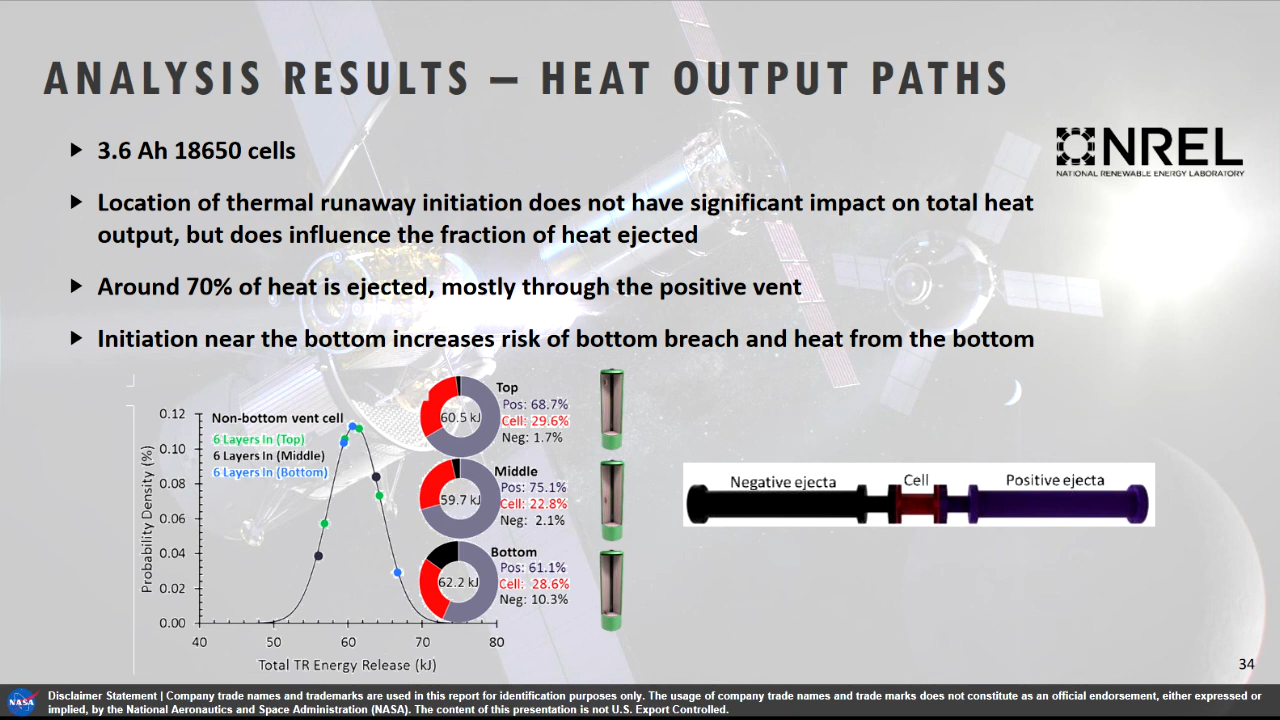 ANALYSIS RESULTS – HEAT OUTPUT PATHS
3.6 Ah 18650 cells
NREL
NATIONAL RENEWABLE ENERGY LABORATORY
Location of thermal runaway initiation does not have significant impact on total heat
output, but does influence the fraction of heat ejected
Around 70% of heat is ejected, mostly through the positive vent
Initiation near the bottom increases risk of bottom breach and heat from the bottom
Probability Density (%)
0.12
0.10
0.08
0.06
0.04
0.02
0.00
Non-bottom vent cell
6 Layers In (Top)
6 Layers In (Middle)
6 Layers In (Bottom)
40 50 60 70 80
Total TR Energy Release (kJ)
60.5 kJ
Top
Pos: 68.7%
Cell: 29.6%
Neg: 1.7%
59.7 kJ
Middle
Pos: 75.1%
Cell: 22.8%
Neg: 2.1%
62.2 kJ
Bottom
Pos: 61.1%
Cell: 28.6%
Neg: 10.3%
Negative ejecta Cell Positive ejecta
34
NASA
Disclaimer Statement | Company trade names and trademarks are used in this report for identification purposes only. The usage of company trade names and trade marks does not constitute as an official endorsement, either expressed or
implied, by the National Aeronautics and Space Administration (NASA). The content of this presentation is not U.S. Export Controlled.